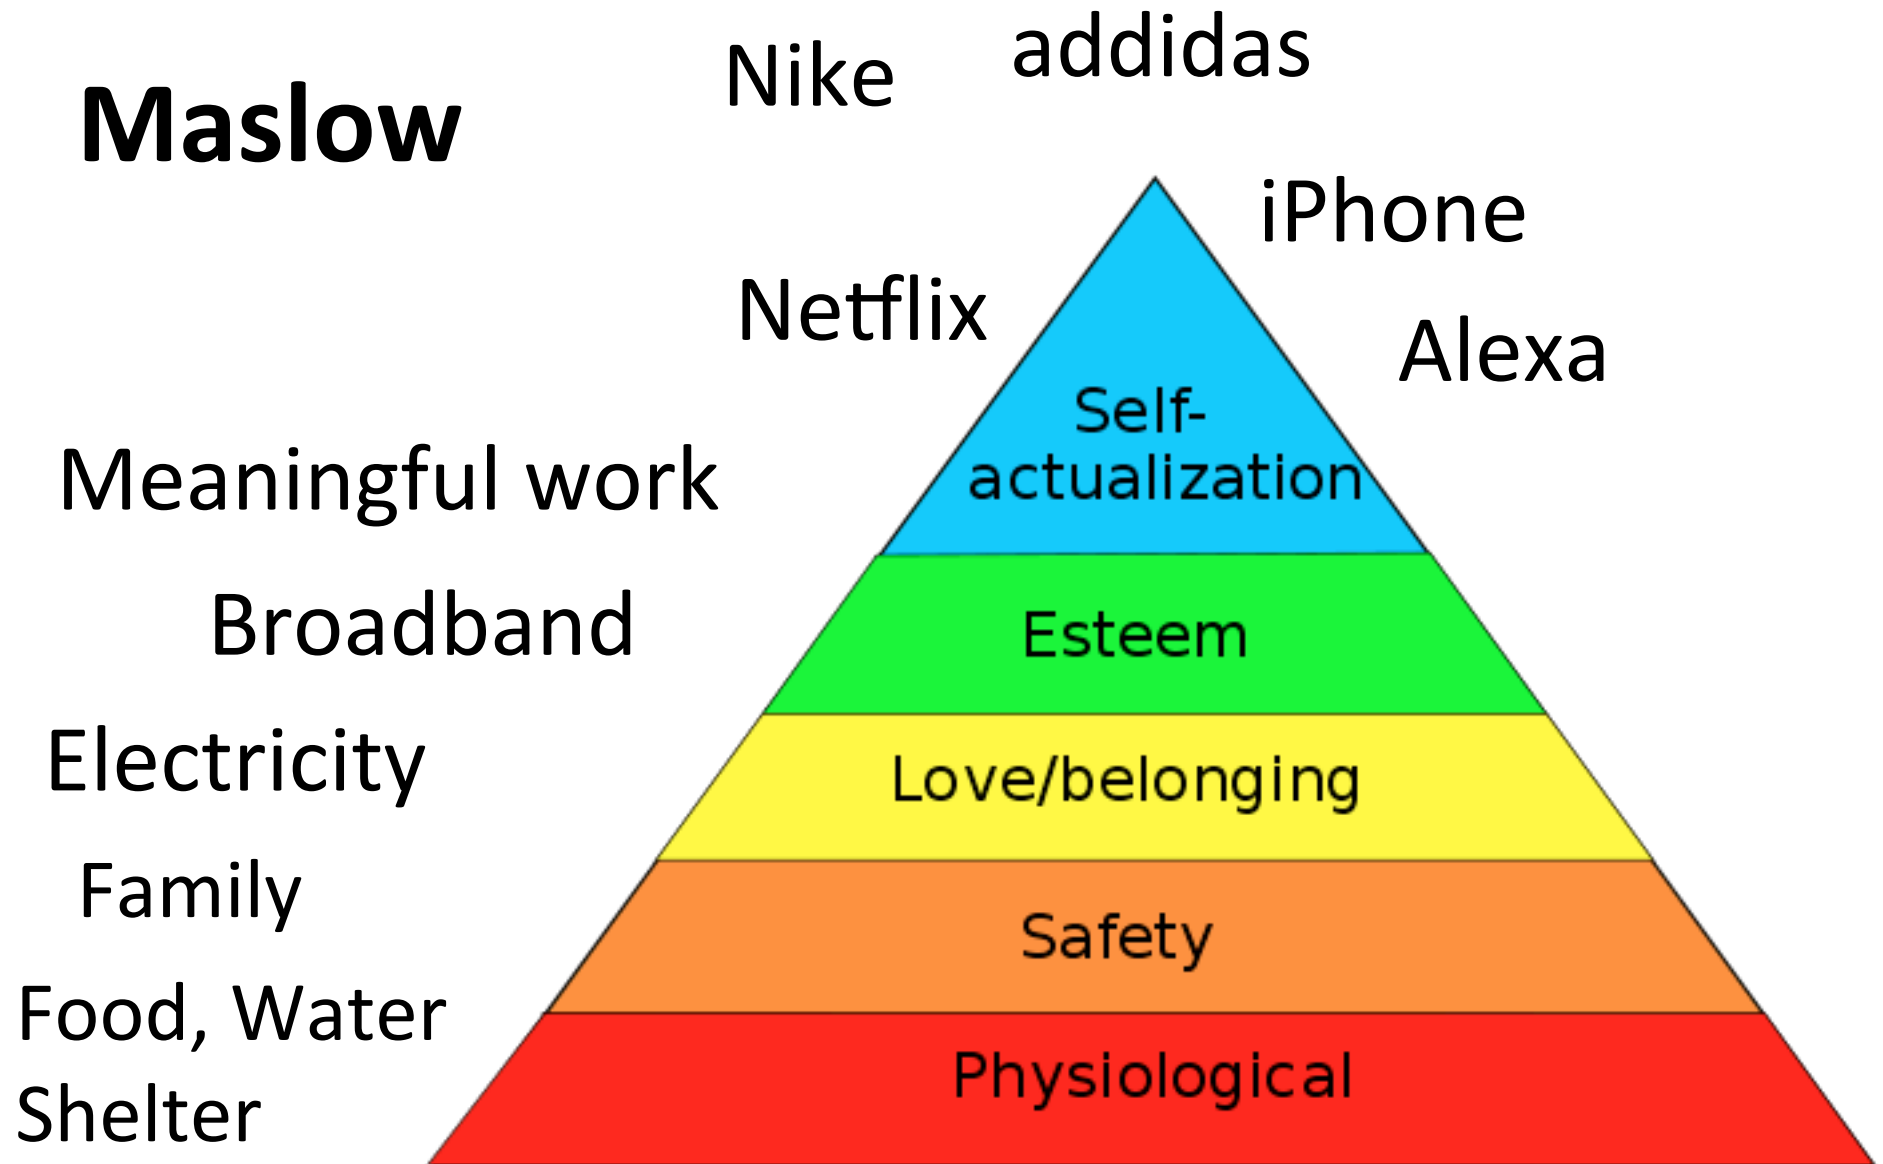 addidas
Nike
Maslow
iPhone
Netflix
Alexa
Self-
actualization
Meaningful work
Broadband
Esteem
Electricity
Love/belonging
Family
Safety
Food, Water
Physiological
Shelter